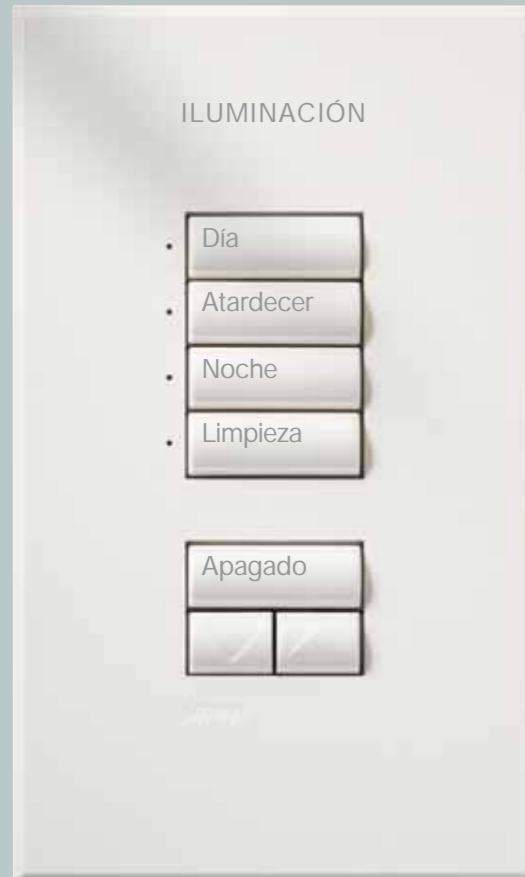 ILUMINACIÓN
Día
Atardecer
Noche
Limpieza
Apagado